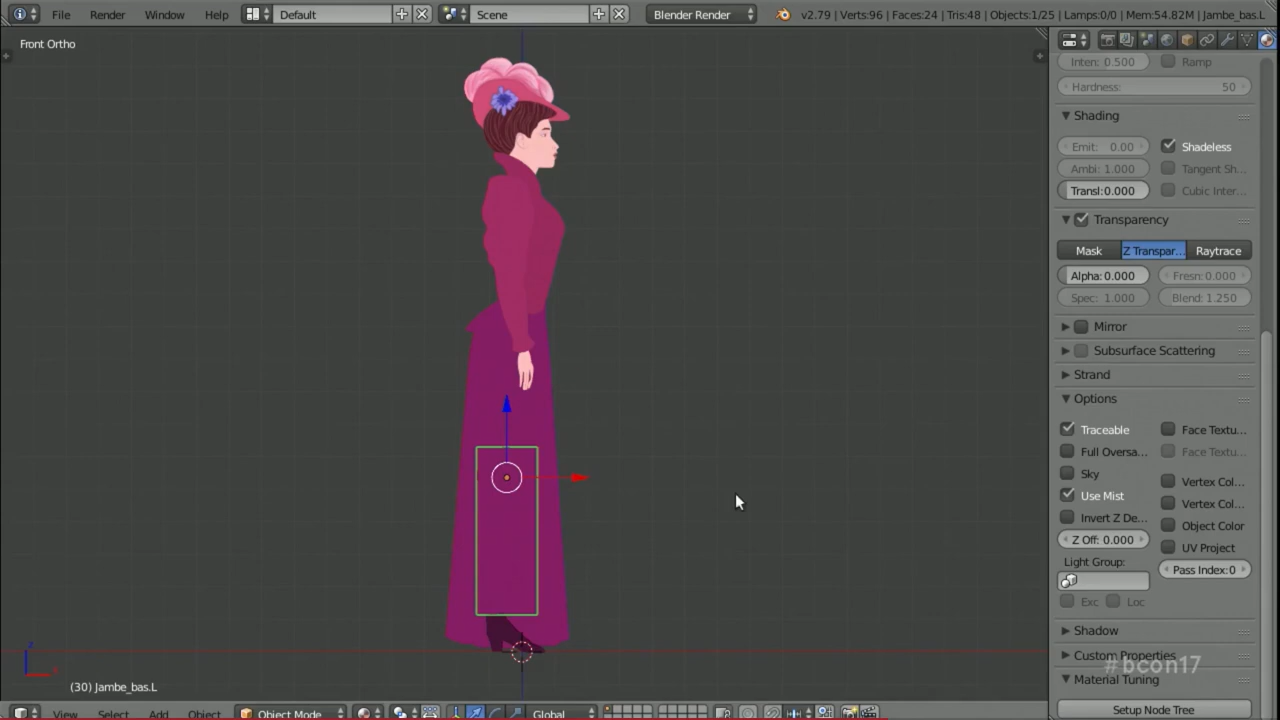 File Render Window Help Default Scene Blender Render v2.79 | Verts:96 | Faces:24 | Tris:48 | Objects:1/25 | Lamps:0/0 | Mem:54.82M | Jambe_bas.L
Front Ortho
Inten: 0.500 Ramp
Hardness: 50
Shading
Emit: 0.00 Shadeless
Ambi: 1.000 Tangent Sh...
Transl:0.000 Cubic Inter...
Transparency
Mask Z Transpar... Raytrace
Alpha: 0.000 Fresn: 0.000
Spec: 1.000 Blend: 1.250
Mirror
Subsurface Scattering
Strand
Options
Traceable Face Textu...
Full Oversa... Face Textu...
Sky Vertex Col...
Use Mist Vertex Col...
Invert Z De... Object Color
Z Off: 0.000 UV Project
Light Group: Pass Index:0
Exc Loc
Shadow
Custom Properties
#bcon17
Material Tuning
Setup Node Tree
z
x
(30) Jambe_bas.L
View Select Add Object Object Mode Global